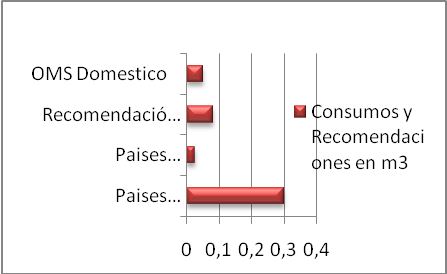 OMS Domestico
Recomendació...
Paises...
Paises...
0 0,1 0,2 0,3 0,4
Consumos y
Recomendaci
ones en m3